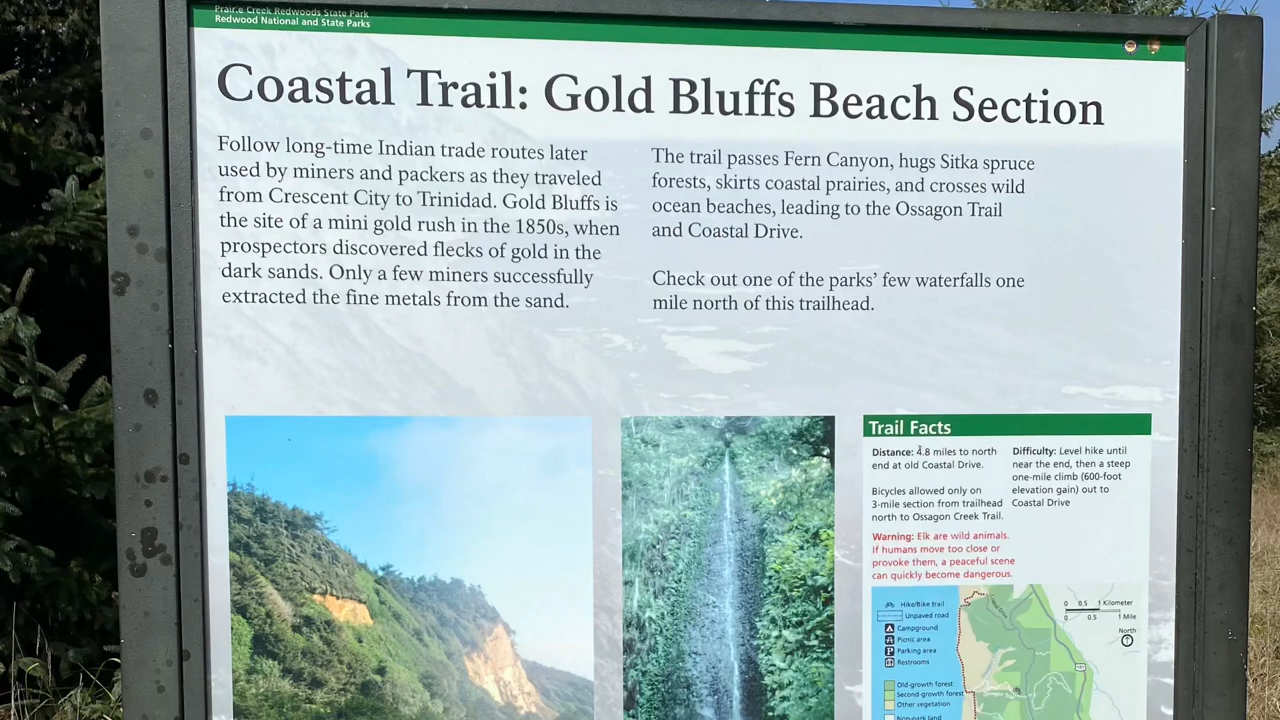 Prairie Creek Redwoods State Park
Redwood National and State Parks
Coastal Trail: Gold Bluffs Beach Section
Follow long-time Indian trade routes later
used by miners and packers as they traveled
from Crescent City to Trinidad. Gold Bluffs is
the site of a mini gold rush in the 1850s, when
prospectors discovered flecks of gold in the
dark sands. Only a few miners successfully
extracted the fine metals from the sand.
The trail passes Fern Canyon, hugs Sitka spruce
forests, skirts coastal prairies, and crosses wild
ocean beaches, leading to the Ossagon Trail
and Coastal Drive.
Check out one of the parks’ few waterfalls one
mile north of this trailhead.
Trail Facts
Distance: 4.8 miles to north
end at old Coastal Drive.
Bicycles allowed only on
3-mile section from trailhead
north to Ossagon Creek Trail.
Difficulty: Level hike until
near the end, then a steep
one-mile climb (600-foot
elevation gain) out to
Coastal Drive
Warning: Elk are wild animals.
If humans move too close or
provoke them, a peaceful scene
can quickly become dangerous.
Hike/Bike trail
Unpaved road
Campground
Picnic area
P Parking area
Restrooms
Old-growth forest
Second-growth forest
Other vegetation
Non-park land
0 0.5 1 Kilometer
0 0.5 1 Mile
North
101